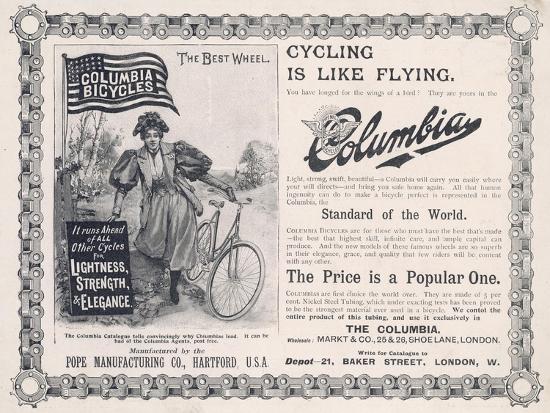 THE BEST WHEEL.
COLUMBIA
BICYCLES
It runs Ahead
of ALL
Other Cycles
FOR
LIGHTNESS,
STRENGTH,
& ELEGANCE.
The Columbia Catalogue tells convincingly why Columbias lead. It can be
had of the Columbia Agents, post free.
Manufactured by the
POPE MANUFACTURING CO., HARTFORD, U.S.A.
CYCLING
IS LIKE FLYING.
You have longed for the wings of a bird? They are yours in the
Columbia
Light, strong, swift, beautiful—a Columbia will carry you easily where
your will directs—and bring you safe home again. All that human
ingenuity can do to make a bicycle perfect is represented in the
Columbia, the
Standard of the World.
COLUMBIA BICYCLES are for those who must have the best that's made
—the best that highest skill, infinite care, and ample capital can
produce. And the new models of these famous wheels are so superb
in their elegance, grace, and quality that few riders will be content
with any other.
The Price is a Popular One.
COLUMBIAS are first choice the world over. They are made of 5 per
cent. Nickel Steel Tubing, which under exacting tests has been proved
to be the strongest material ever used in a bicycle. We contol the
entire product of this tubing, and use it exclusively in
THE COLUMBIA.
Wholesale: MARKT & CO., 25 & 26, SHOE LANE, LONDON.
Write for Catalogue to
Depot—21, BAKER STREET, LONDON, W.